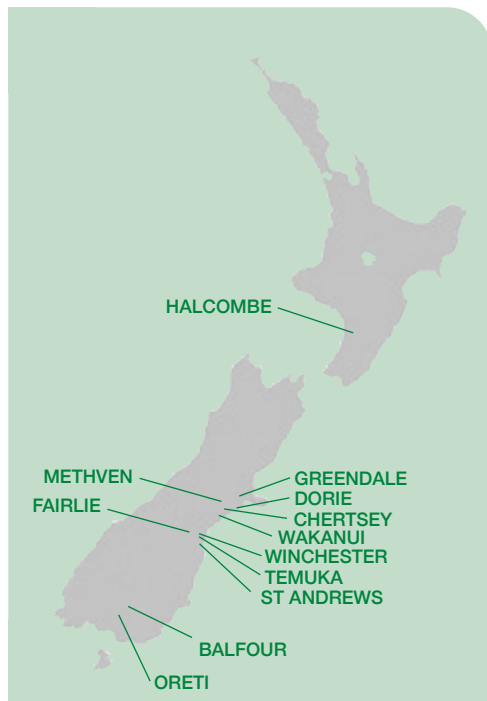 HALCOMBE
METHVEN
GREENDALE
DORIE
FAIRLIE
CHERTSEY
WAKANUI
WINCHESTER
TEMUKA
ST ANDREWS
BALFOUR
ORETI